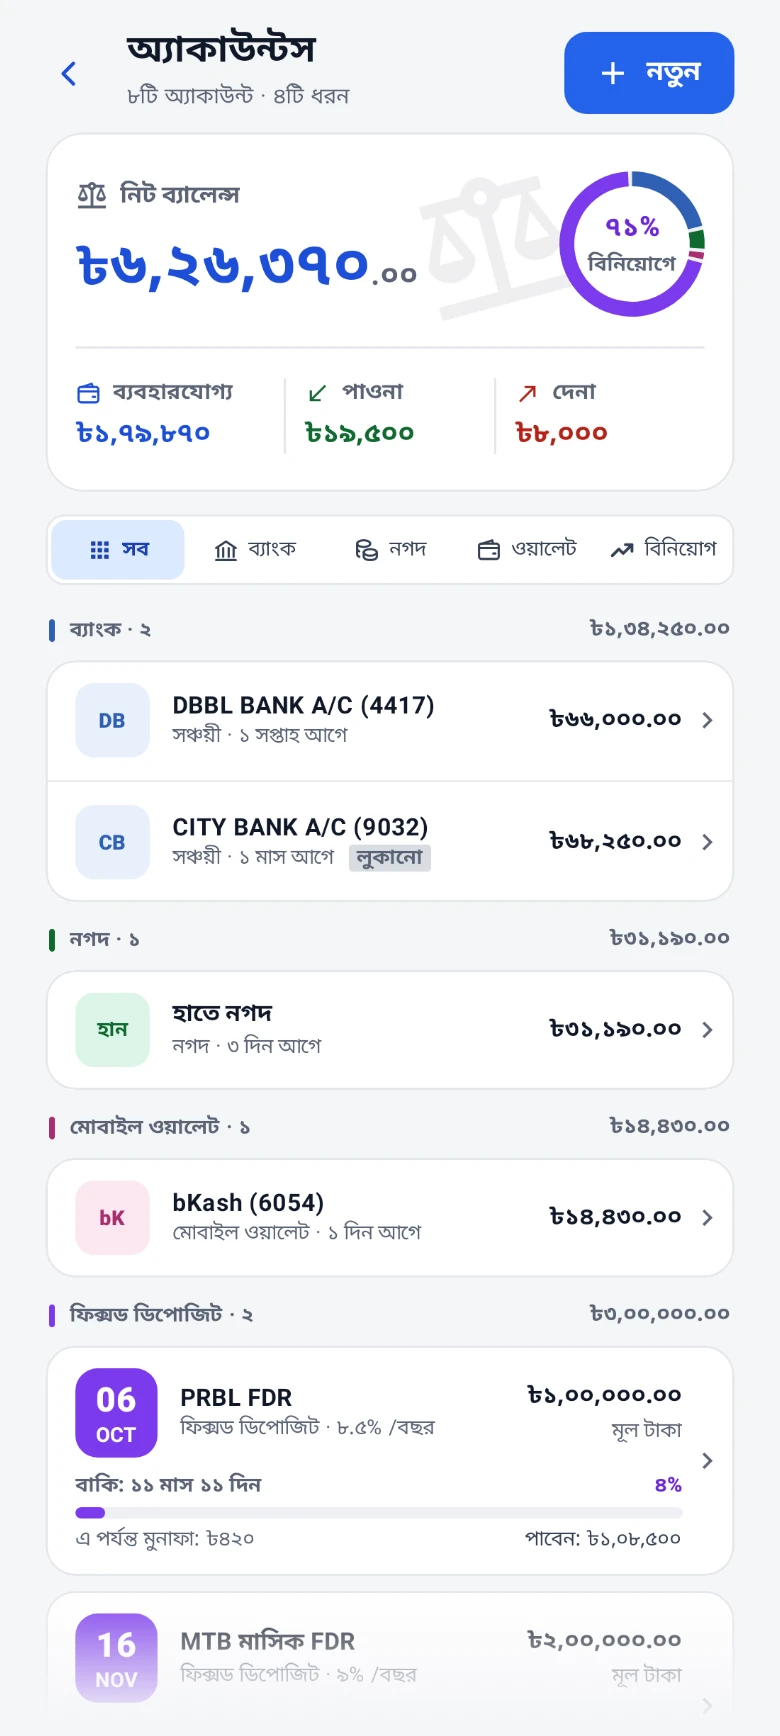 অ্যাকাউন্টস
৮টি অ্যাকাউন্ট · ৪টি ধরন
+ নতুন
নিট ব্যালেন্স
৳৬,২৬,৩৭০.০০
৭১%
বিনিয়োগে
ব্যবহারযোগ্য
৳১,৭৯,৮৭০
পাওনা
৳১৯,৫০০
দেনা
৳৮,০০০
সব
ব্যাংক
নগদ
ওয়ালেট
বিনিয়োগ
ব্যাংক · ২
৳১,৩৪,২৫০.০০
DB
DBBL BANK A/C (4417)
সঞ্চয়ী · ১ সপ্তাহ আগে
৳৬৬,০০০.০০
CB
CITY BANK A/C (9032)
সঞ্চয়ী · ১ মাস আগে লুকানো
৳৬৮,২৫০.০০
নগদ · ১
৳৩১,১৯০.০০
হান
হাতে নগদ
নগদ · ৩ দিন আগে
৳৩১,১৯০.০০
মোবাইল ওয়ালেট · ১
৳১৪,৪৩০.০০
bK
bKash (6054)
মোবাইল ওয়ালেট · ১ দিন আগে
৳১৪,৪৩০.০০
ফিক্সড ডিপোজিট · ২
৳৩,০০,০০০.০০
06
OCT
PRBL FDR
ফিক্সড ডিপোজিট · ৮.৫% /বছর
৳১,০০,০০০.০০
মূল টাকা
বাকি: ১১ মাস ১১ দিন
৪%
এ পর্যন্ত মুনাফা: ৳৪২০
পাবেন: ৳১,০৮,৫০০
16
NOV
MTB মাসিক FDR
ফিক্সড ডিপোজিট · ৯% /বছর
৳২,০০,০০০.০০
মূল টাকা